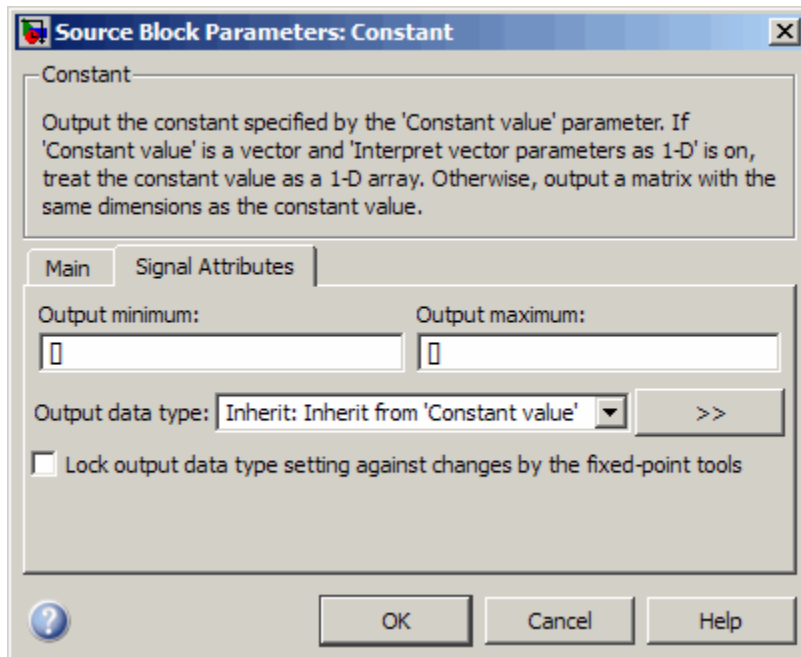 Source Block Parameters: Constant
Constant
Output the constant specified by the 'Constant value' parameter. If
'Constant value' is a vector and 'Interpret vector parameters as 1-D' is on,
treat the constant value as a 1-D array. Otherwise, output a matrix with the
same dimensions as the constant value.
Main Signal Attributes
Output minimum: Output maximum:
[] []
Output data type: Inherit: Inherit from 'Constant value' >>
Lock output data type setting against changes by the fixed-point tools
? OK Cancel Help